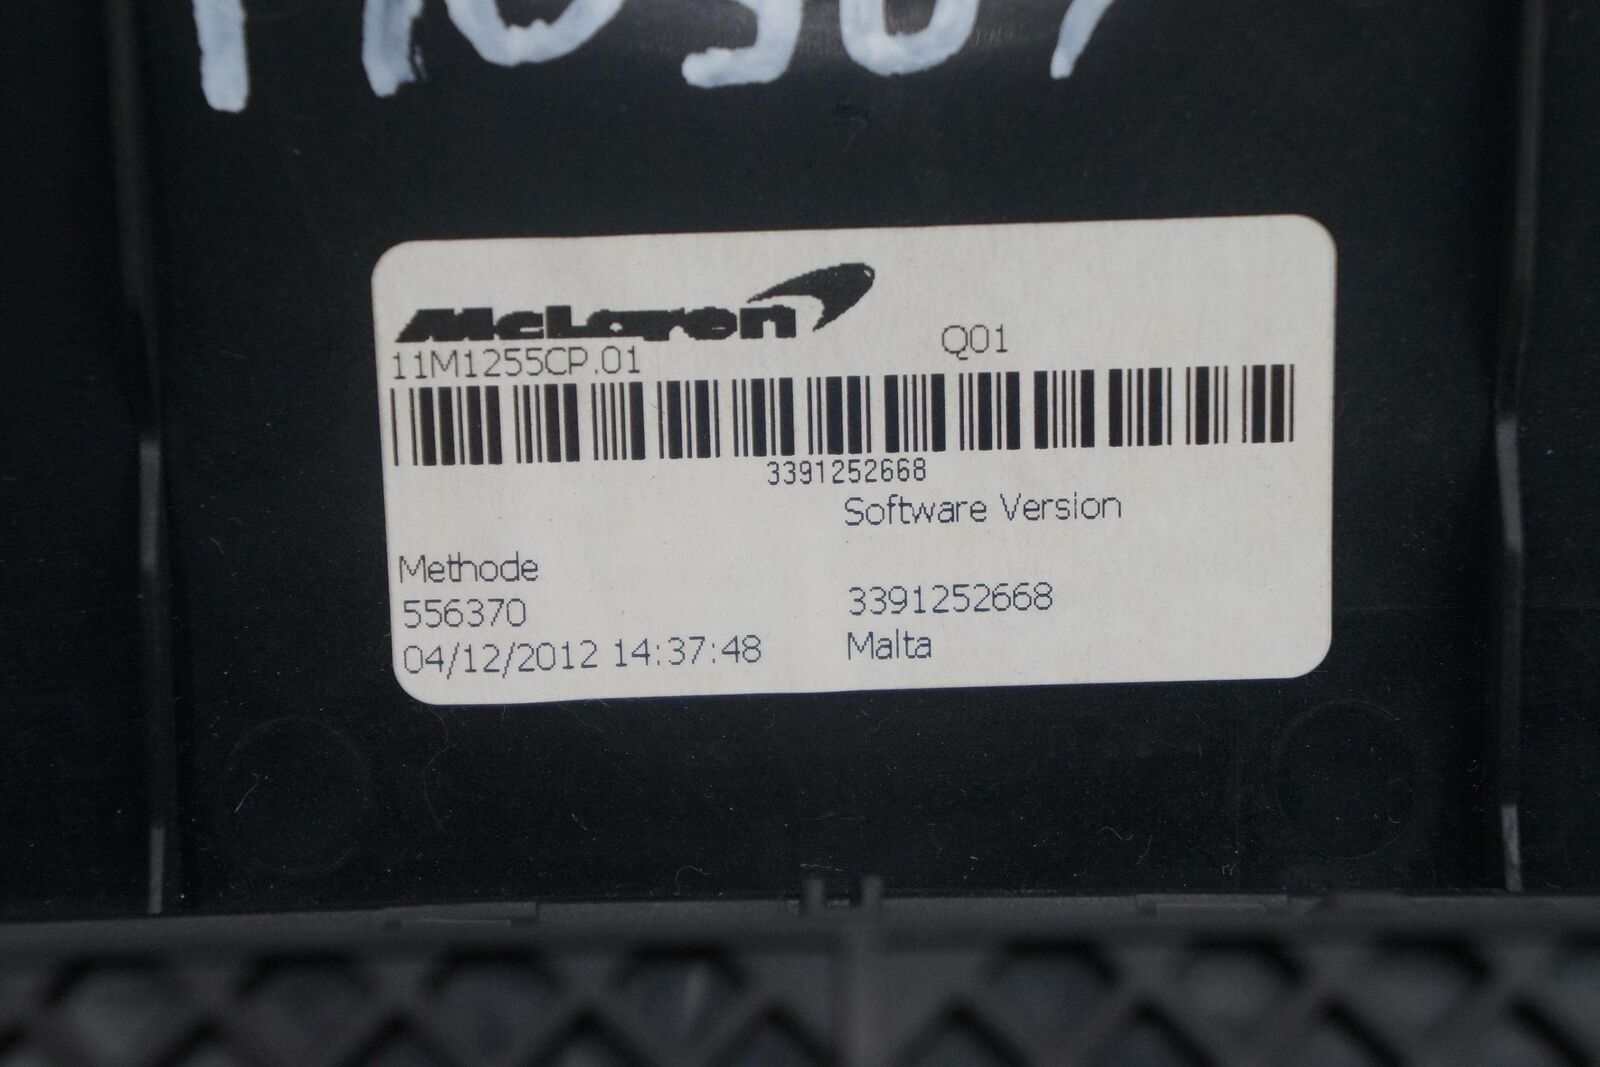 McLaren
11M1255CP.01 Q01
3391252668
Software Version
Methode
556370 3391252668
04/12/2012 14:37:48 Malta